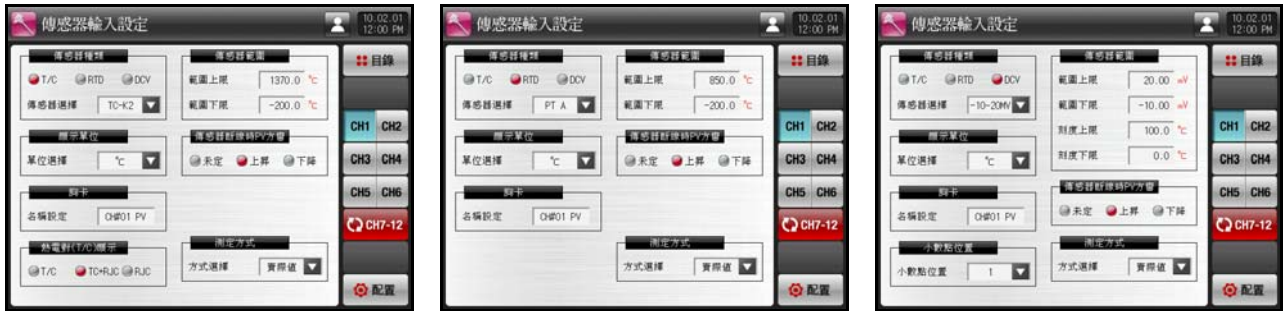 傳感器輸入設定
10.02.01
12:00 PM
傳感器種類
T/C RTD DCV
傳感器選擇 TC-K2
傳感器範圍
範圍上限 1370.0 ℃
範圍下限 -200.0 ℃
顯示單位
單位選擇 ℃
傳感器斷線時PV方向
未定 上昇 下降
名稱設定 CH#01 PV
熱電對(T/C)顯示
T/C TC+RJC RJC
測定方式
方式選擇 實際值
目錄
CH1 CH2
CH3 CH4
CH5 CH6
CH7-12
配置
傳感器輸入設定
10.02.01
12:00 PM
傳感器種類
T/C RTD DCV
傳感器選擇 PT A
傳感器範圍
範圍上限 850.0 ℃
範圍下限 -200.0 ℃
顯示單位
單位選擇 ℃
傳感器斷線時PV方向
未定 上昇 下降
名稱設定 CH#01 PV
測定方式
方式選擇 實際值
目錄
CH1 CH2
CH3 CH4
CH5 CH6
CH7-12
配置
傳感器輸入設定
10.02.01
12:00 PM
傳感器種類
T/C RTD DCV
傳感器選擇 -10-20MV
傳感器範圍
範圍上限 20.00 mV
範圍下限 -10.00 mV
刻度上限 100.0 ℃
刻度下限 0.0 ℃
顯示單位
單位選擇 ℃
傳感器斷線時PV方向
未定 上昇 下降
名稱設定 CH#01 PV
小數點位置
小數點位置 1
測定方式
方式選擇 實際值
目錄
CH1 CH2
CH3 CH4
CH5 CH6
CH7-12
配置